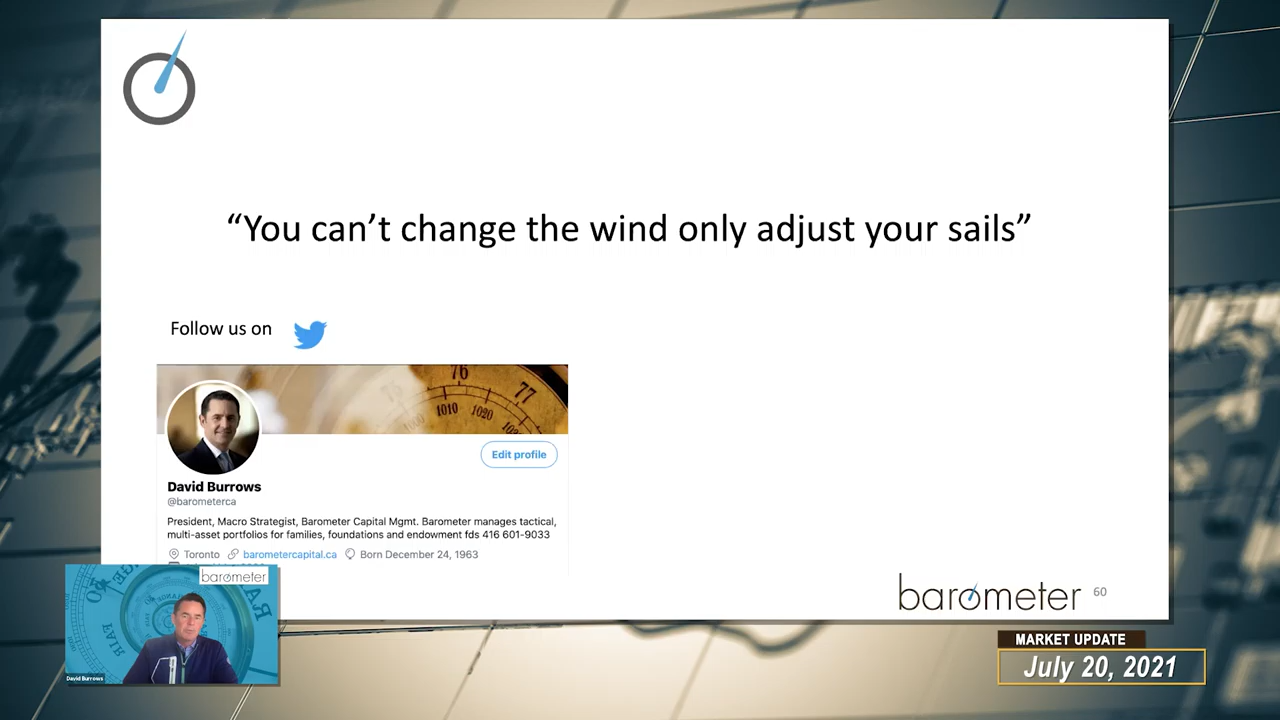 “You can’t change the wind only adjust your sails”
Follow us on
76
77
1010
1020
Edit profile
David Burrows
@barometerca
President, Macro Strategist, Barometer Capital Mgmt. Barometer manages tactical,
multi-asset portfolios for families, foundations and endowment fds 416 601-9033
Toronto barometercapital.ca Born December 24, 1963
barometer
FAIR
David Burrows
barometer 60
MARKET UPDATE
July 20, 2021